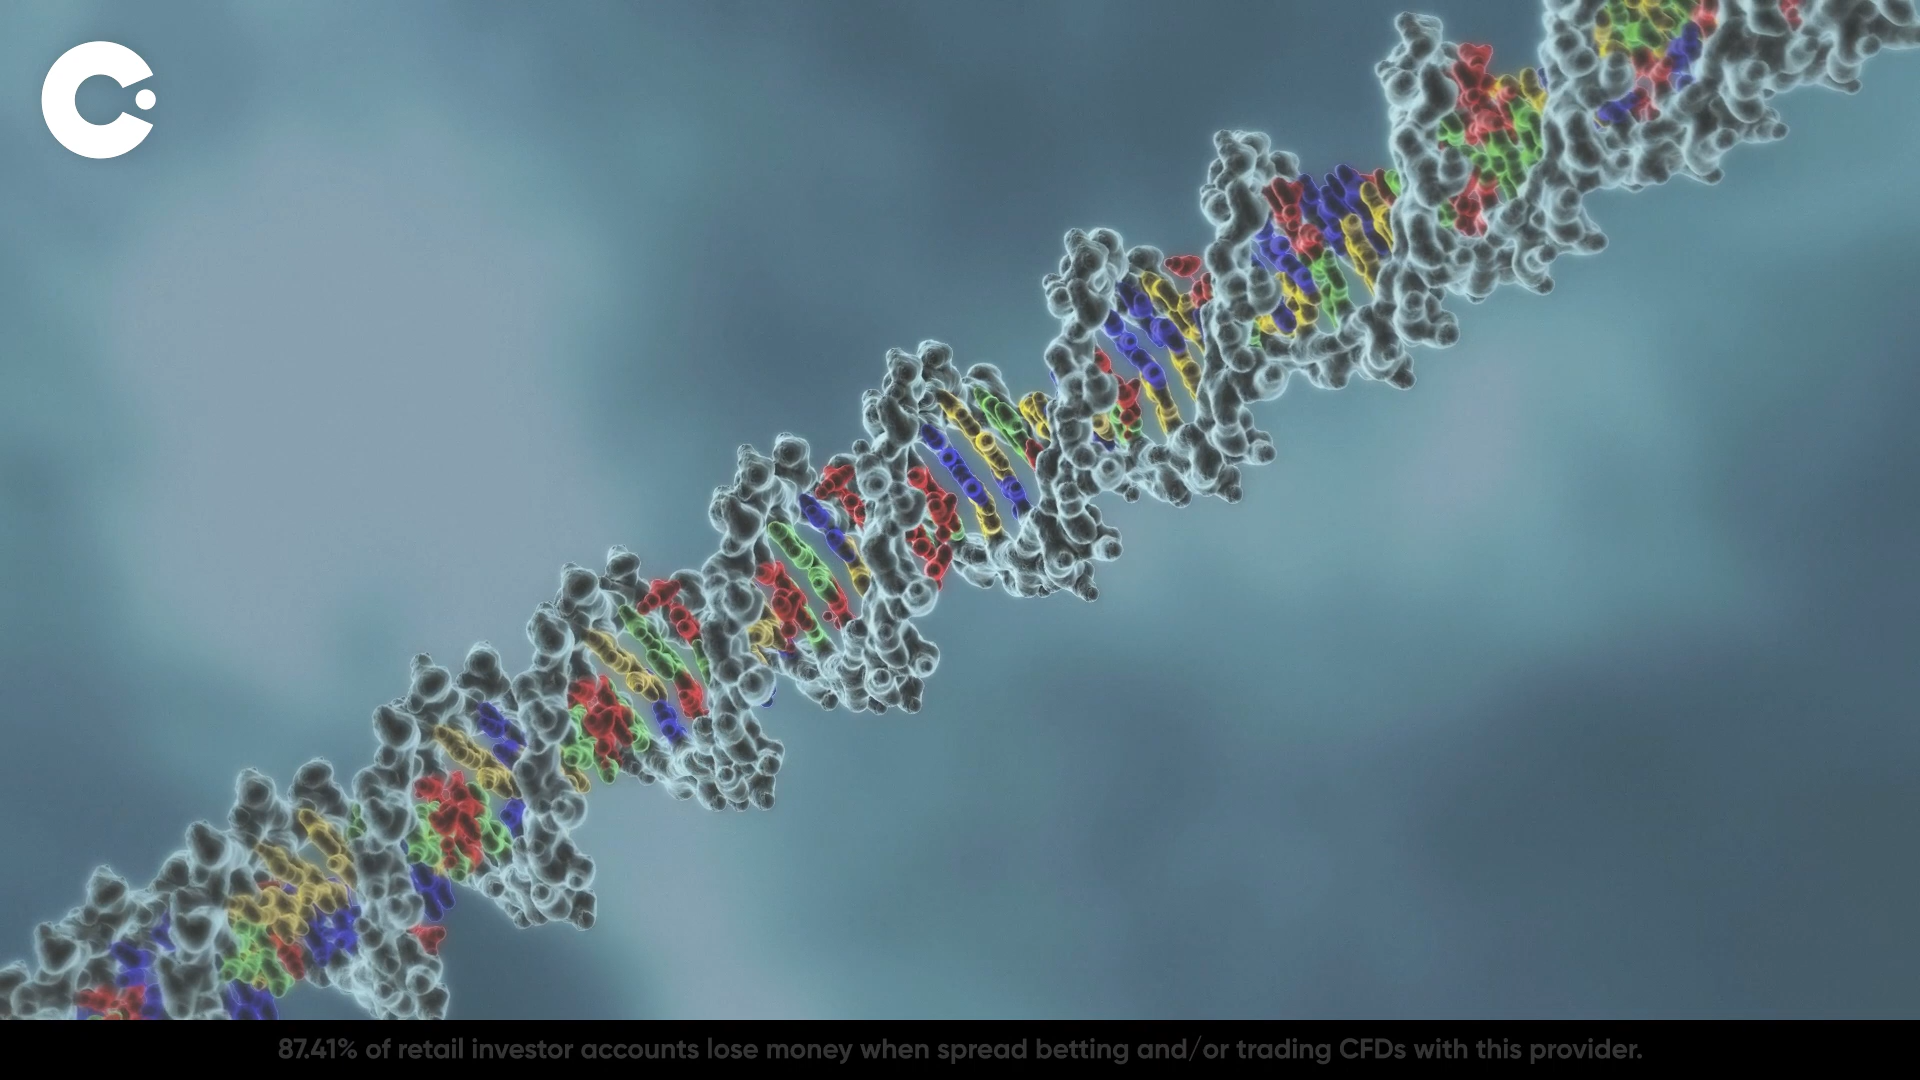 87.41% of retail investor accounts lose money when spread betting and/or trading CFDs with this provider.